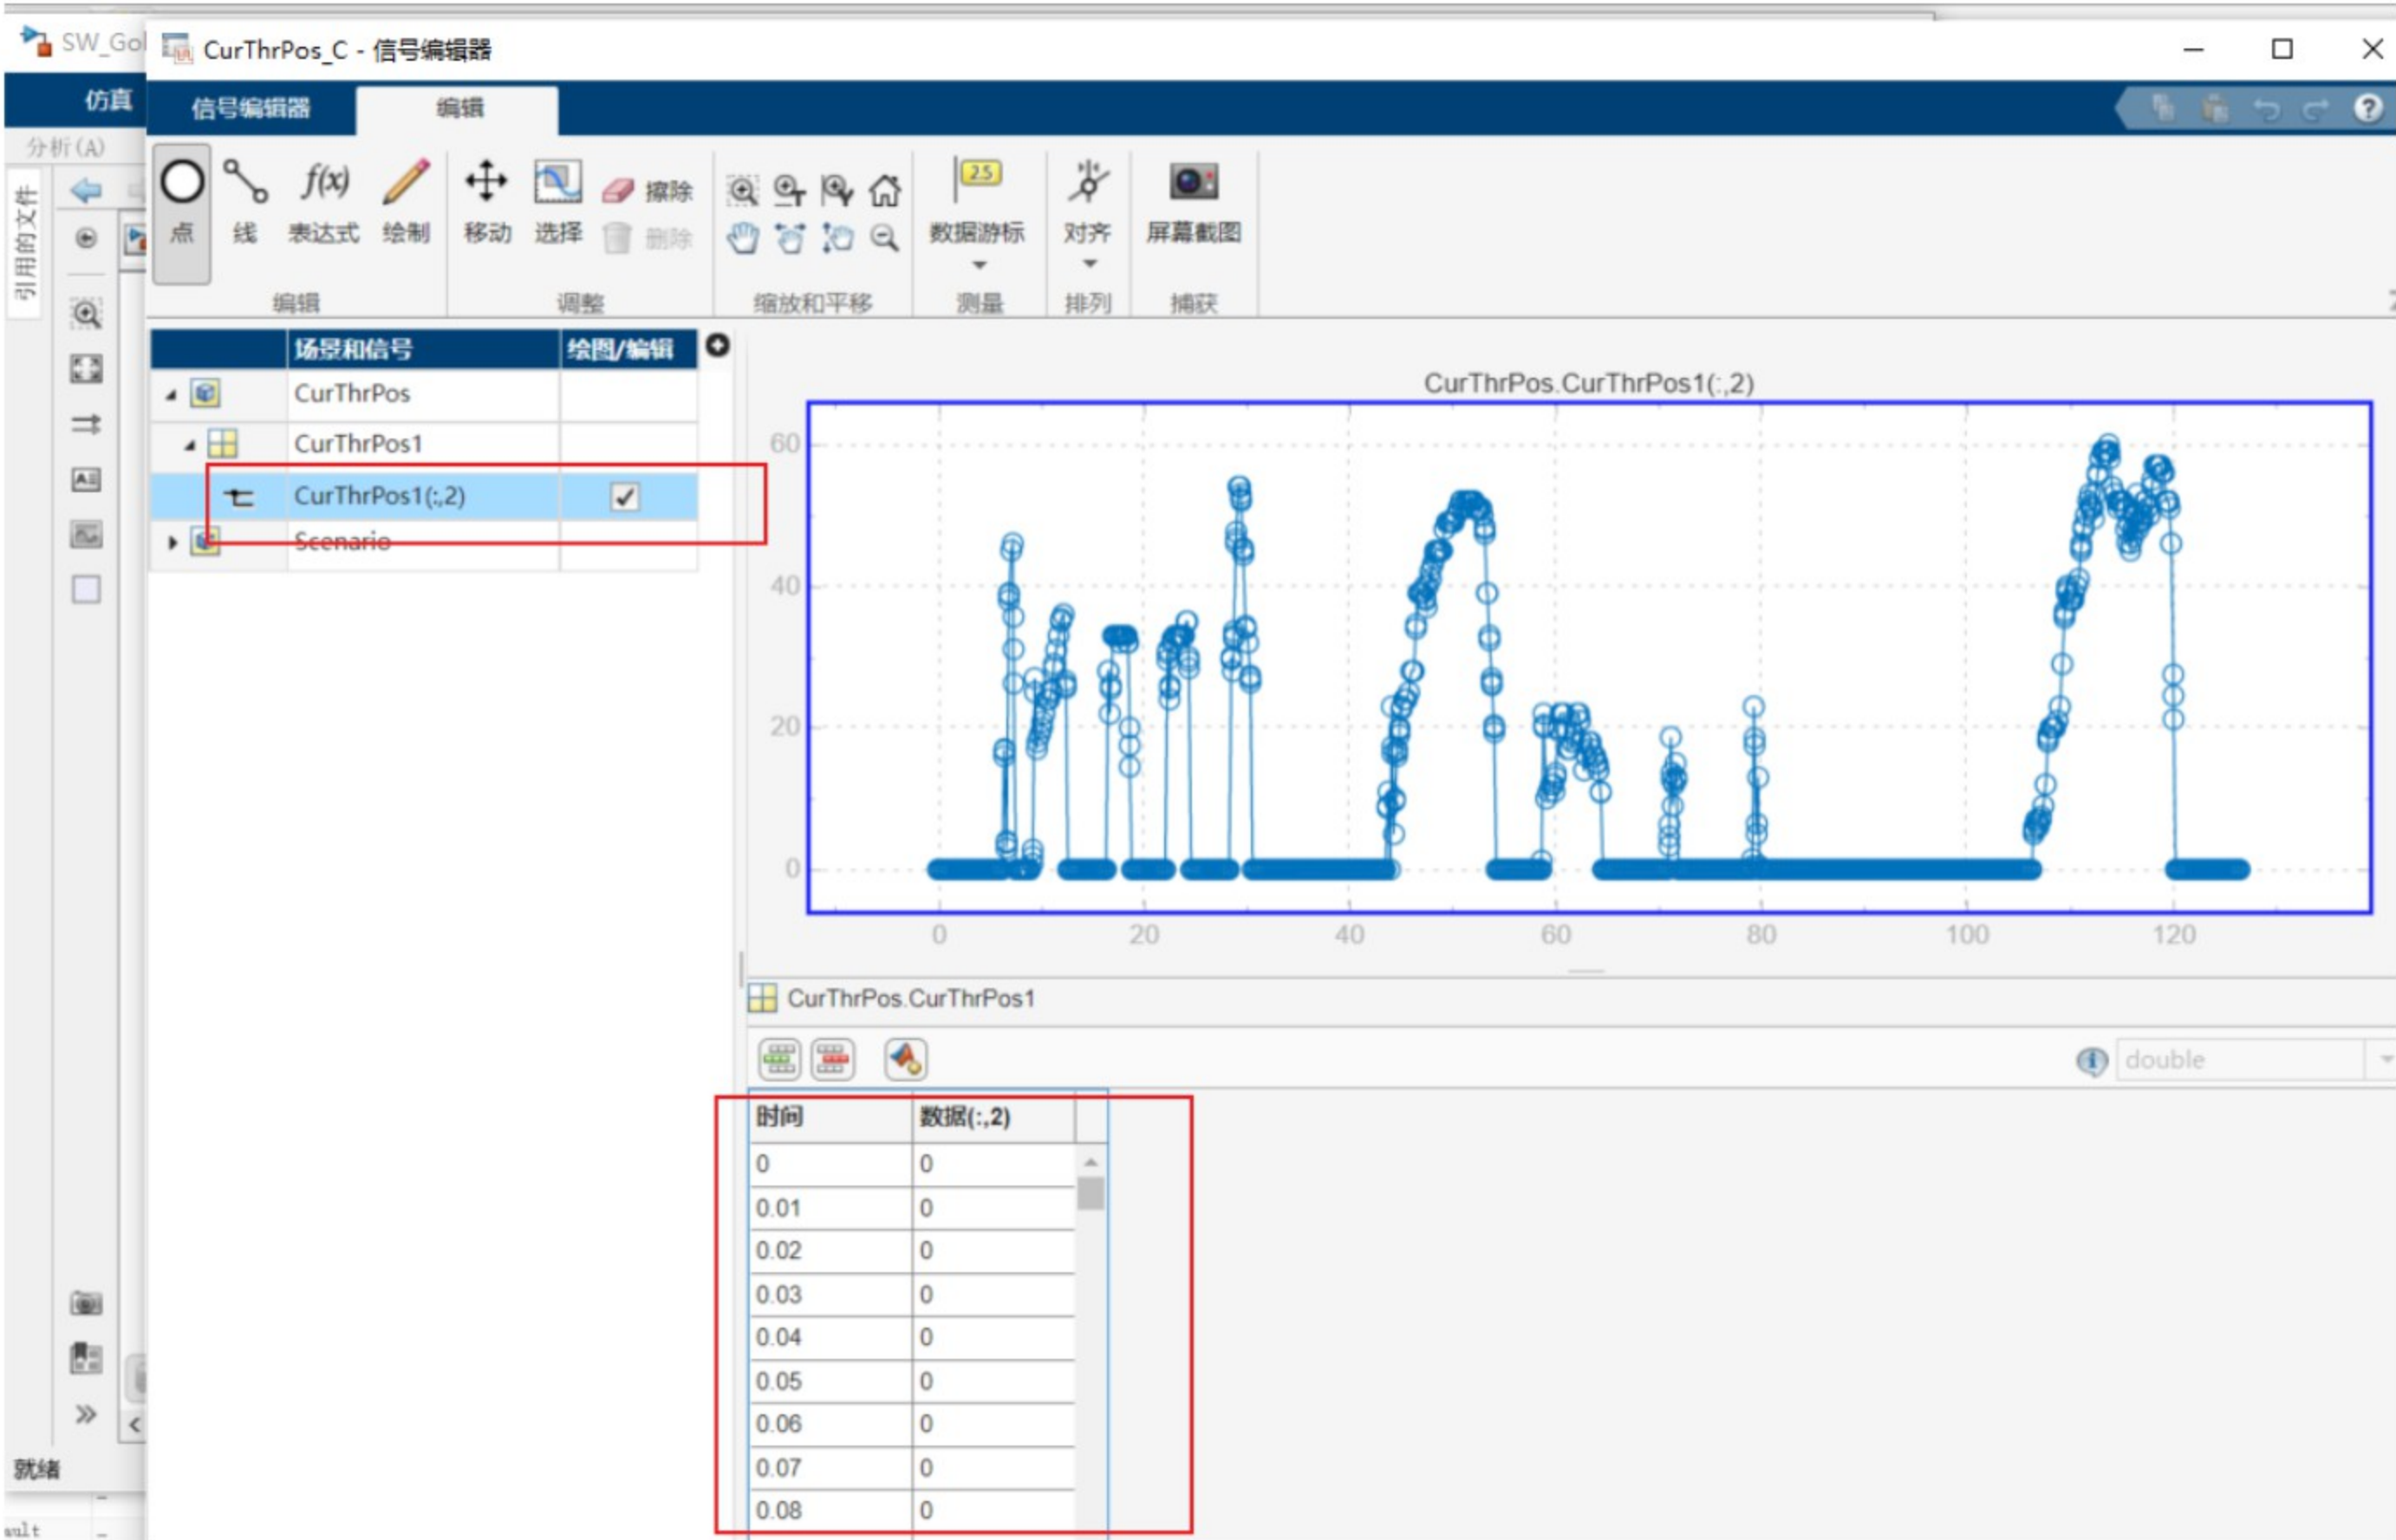 SW_Gol
CurThrPos_C - 信号编辑器
仿真
信号编辑器
编辑
分析(A)
引用的文件
点
线
f(x)
表达式
绘制
移动
选择
擦除
删除
2.5
数据游标
对齐
屏幕截图
编辑
调整
缩放和平移
测量
排列
捕获
场景和信号
绘图/编辑
CurThrPos
CurThrPos1
CurThrPos1(:,2)
Scenario
CurThrPos.CurThrPos1(:,2)
60
40
20
0
0
20
40
60
80
100
120
CurThrPos.CurThrPos1
double
时间
数据(:,2)
0
0
0.01
0
0.02
0
0.03
0
0.04
0
0.05
0
0.06
0
0.07
0
0.08
0
就绪
ault